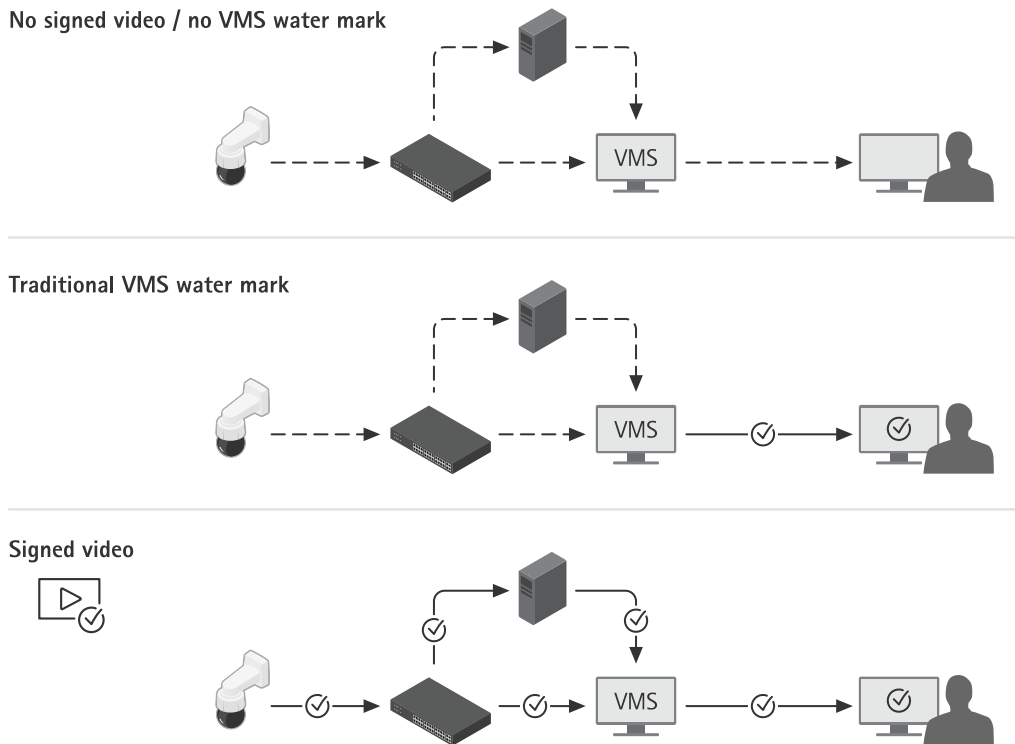 No signed video / no VMS water mark
VMS
Traditional VMS water mark
VMS
Signed video
VMS